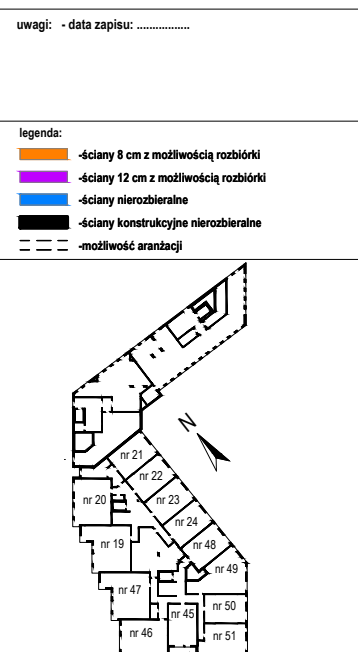 uwagi: - data zapisu: .................
legenda:
-ściany 8 cm z możliwością rozbiórki
-ściany 12 cm z możliwością rozbiórki
-ściany nierozbieralne
-ściany konstrukcyjne nierozbieralne
-możliwość aranżacji
N
nr 21
nr 22
nr 20
nr 23
nr 24
nr 19
nr 48
nr 49
nr 47
nr 50
nr 45
nr 46
nr 51